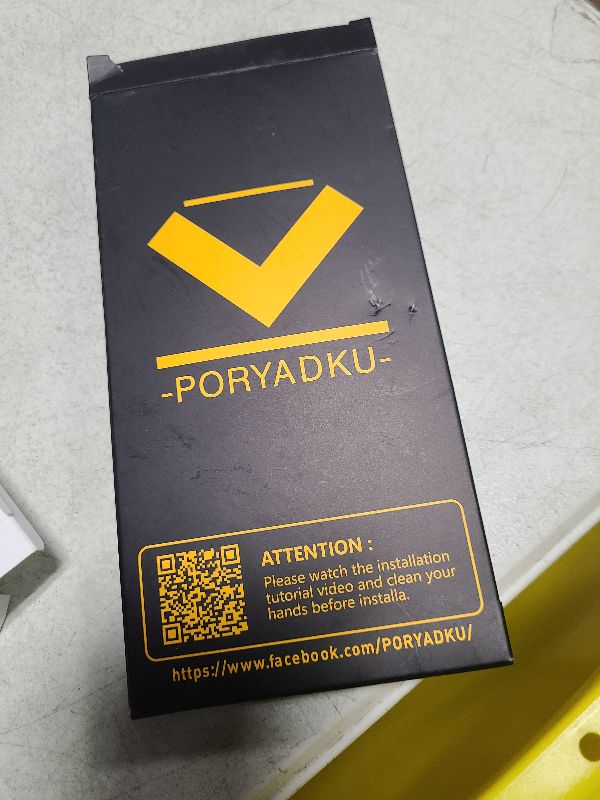 -PORYADKU-
ATTENTION :
Please watch the installation
tutorial video and clean your
hands before installa.
https://www.facebook.com/PORYADKU/